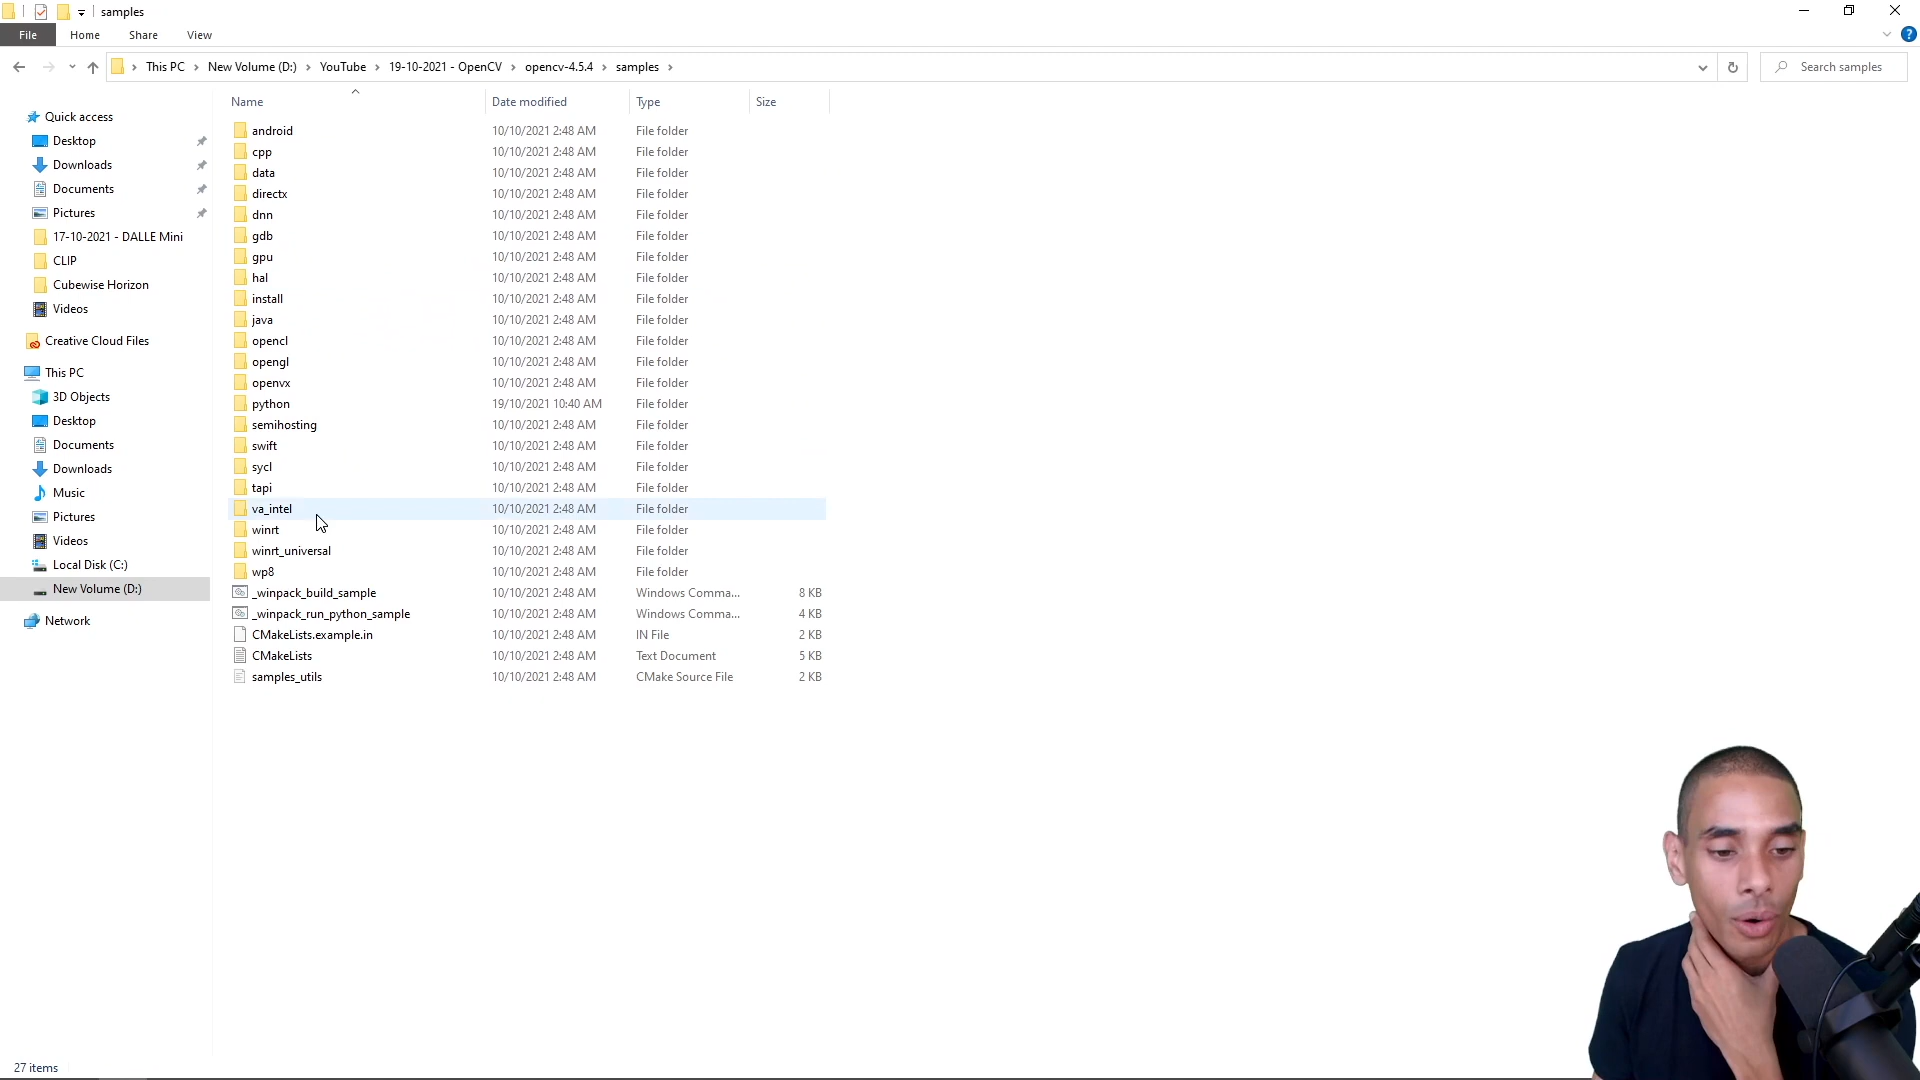 samples
File Home Share View
This PC New Volume (D:) YouTube 19-10-2021 - OpenCV opencv-4.5.4 samples Search samples
Name Date modified Type Size
Quick access
Desktop
Downloads
Documents
Pictures
17-10-2021 - DALLE Mini
CLIP
Cubewise Horizon
Videos
Creative Cloud Files
This PC
3D Objects
Desktop
Documents
Downloads
Music
Pictures
Videos
Local Disk (C:)
New Volume (D:)
Network
android 10/10/2021 2:48 AM File folder
cpp 10/10/2021 2:48 AM File folder
data 10/10/2021 2:48 AM File folder
directx 10/10/2021 2:48 AM File folder
dnn 10/10/2021 2:48 AM File folder
gdb 10/10/2021 2:48 AM File folder
gpu 10/10/2021 2:48 AM File folder
hal 10/10/2021 2:48 AM File folder
install 10/10/2021 2:48 AM File folder
java 10/10/2021 2:48 AM File folder
opencl 10/10/2021 2:48 AM File folder
opengl 10/10/2021 2:48 AM File folder
openvx 10/10/2021 2:48 AM File folder
python 19/10/2021 10:40 AM File folder
semihosting 10/10/2021 2:48 AM File folder
swift 10/10/2021 2:48 AM File folder
sycl 10/10/2021 2:48 AM File folder
tapi 10/10/2021 2:48 AM File folder
va_intel 10/10/2021 2:48 AM File folder
winrt 10/10/2021 2:48 AM File folder
winrt_universal 10/10/2021 2:48 AM File folder
wp8 10/10/2021 2:48 AM File folder
_winpack_build_sample 10/10/2021 2:48 AM Windows Comma... 8 KB
_winpack_run_python_sample 10/10/2021 2:48 AM Windows Comma... 4 KB
CMakeLists.example.in 10/10/2021 2:48 AM IN File 2 KB
CMakeLists 10/10/2021 2:48 AM Text Document 5 KB
samples_utils 10/10/2021 2:48 AM CMake Source File 2 KB
27 items